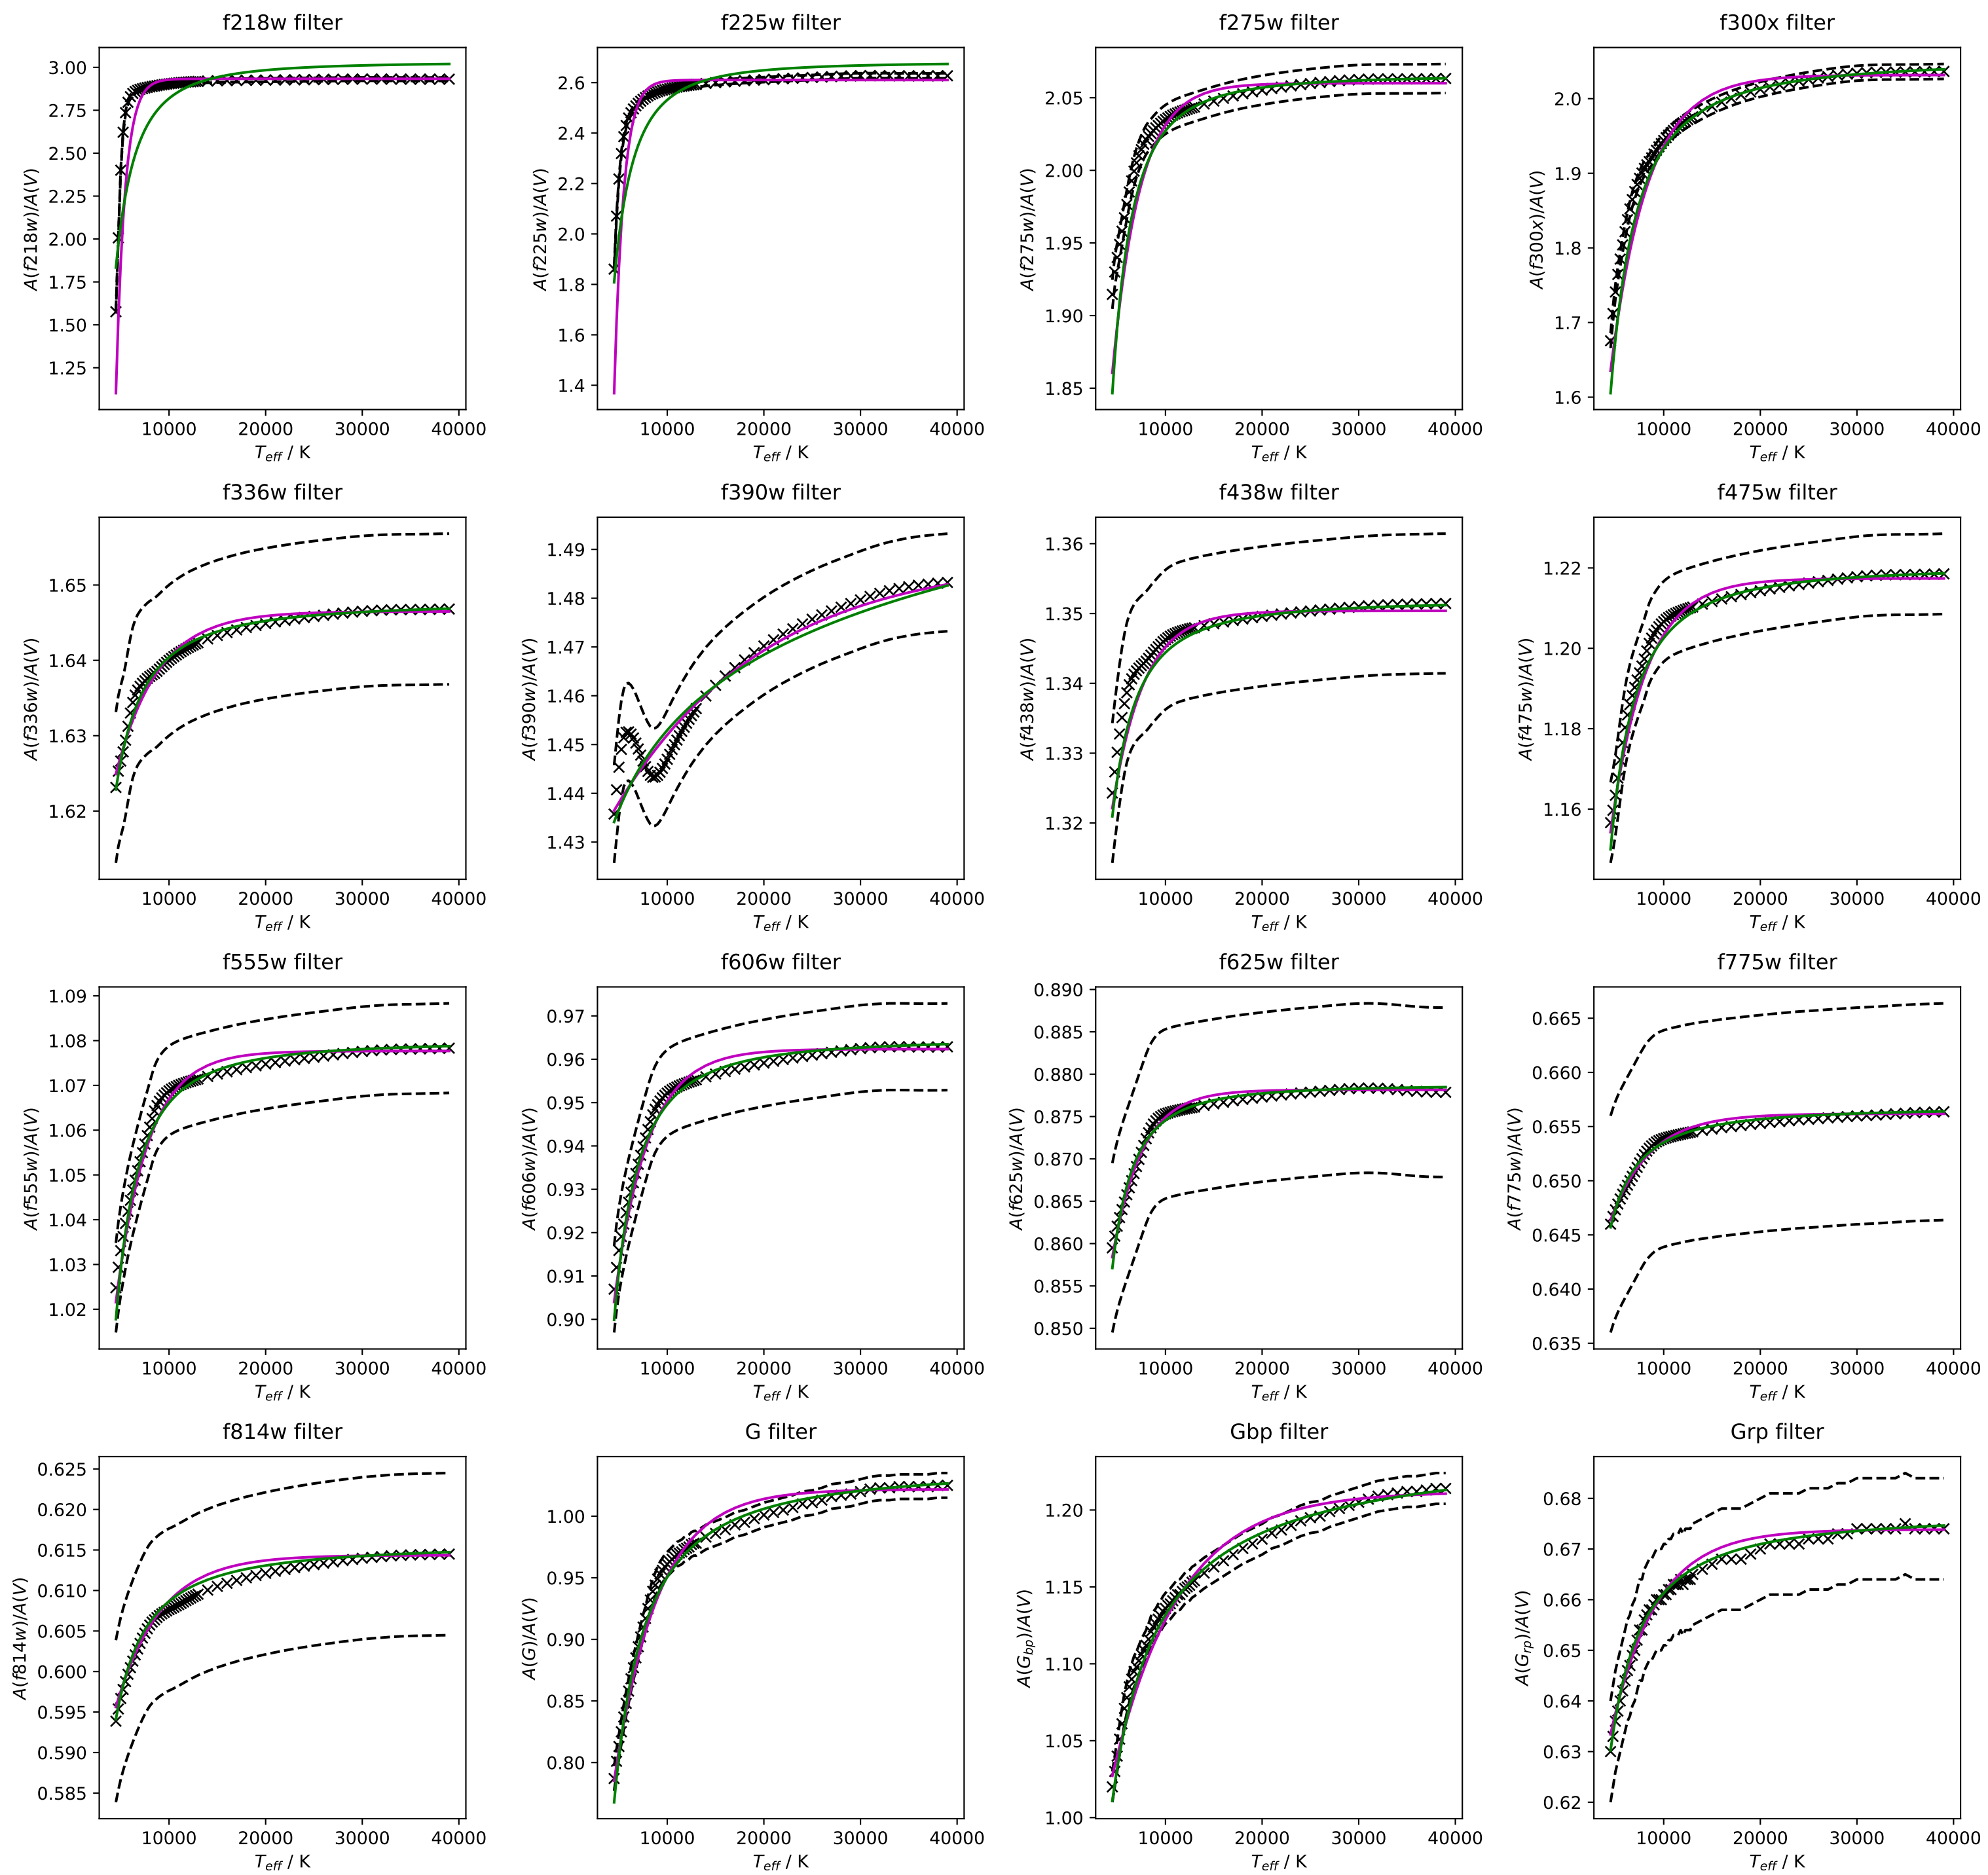 f218w filter
f225w filter
f275w filter
f300x filter
3.00
2.75
2.50
2.25
2.00
1.75
1.50
1.25
A(f218w)/A(V)
10000 20000 30000 40000
T_eff / K
2.6
2.4
2.2
2.0
1.8
1.6
1.4
A(f225w)/A(V)
10000 20000 30000 40000
T_eff / K
2.05
2.00
1.95
1.90
1.85
A(f275w)/A(V)
10000 20000 30000 40000
T_eff / K
2.0
1.9
1.8
1.7
1.6
A(f300x)/A(V)
10000 20000 30000 40000
T_eff / K
f336w filter
f390w filter
f438w filter
f475w filter
1.65
1.64
1.63
1.62
A(f336w)/A(V)
10000 20000 30000 40000
T_eff / K
1.49
1.48
1.47
1.46
1.45
1.44
1.43
A(f390w)/A(V)
10000 20000 30000 40000
T_eff / K
1.36
1.35
1.34
1.33
1.32
A(f438w)/A(V)
10000 20000 30000 40000
T_eff / K
1.22
1.20
1.18
1.16
A(f475w)/A(V)
10000 20000 30000 40000
T_eff / K
f555w filter
f606w filter
f625w filter
f775w filter
1.09
1.08
1.07
1.06
1.05
1.04
1.03
1.02
A(f555w)/A(V)
10000 20000 30000 40000
T_eff / K
0.97
0.96
0.95
0.94
0.93
0.92
0.91
0.90
A(f606w)/A(V)
10000 20000 30000 40000
T_eff / K
0.890
0.885
0.880
0.875
0.870
0.865
0.860
0.855
0.850
A(f625w)/A(V)
10000 20000 30000 40000
T_eff / K
0.665
0.660
0.655
0.650
0.645
0.640
0.635
A(f775w)/A(V)
10000 20000 30000 40000
T_eff / K
f814w filter
G filter
Gbp filter
Grp filter
0.625
0.620
0.615
0.610
0.605
0.600
0.595
0.590
0.585
A(f814w)/A(V)
10000 20000 30000 40000
T_eff / K
1.00
0.95
0.90
0.85
0.80
A(G)/A(V)
10000 20000 30000 40000
T_eff / K
1.20
1.15
1.10
1.05
1.00
A(G_bp)/A(V)
10000 20000 30000 40000
T_eff / K
0.68
0.67
0.66
0.65
0.64
0.63
0.62
A(G_rp)/A(V)
10000 20000 30000 40000
T_eff / K